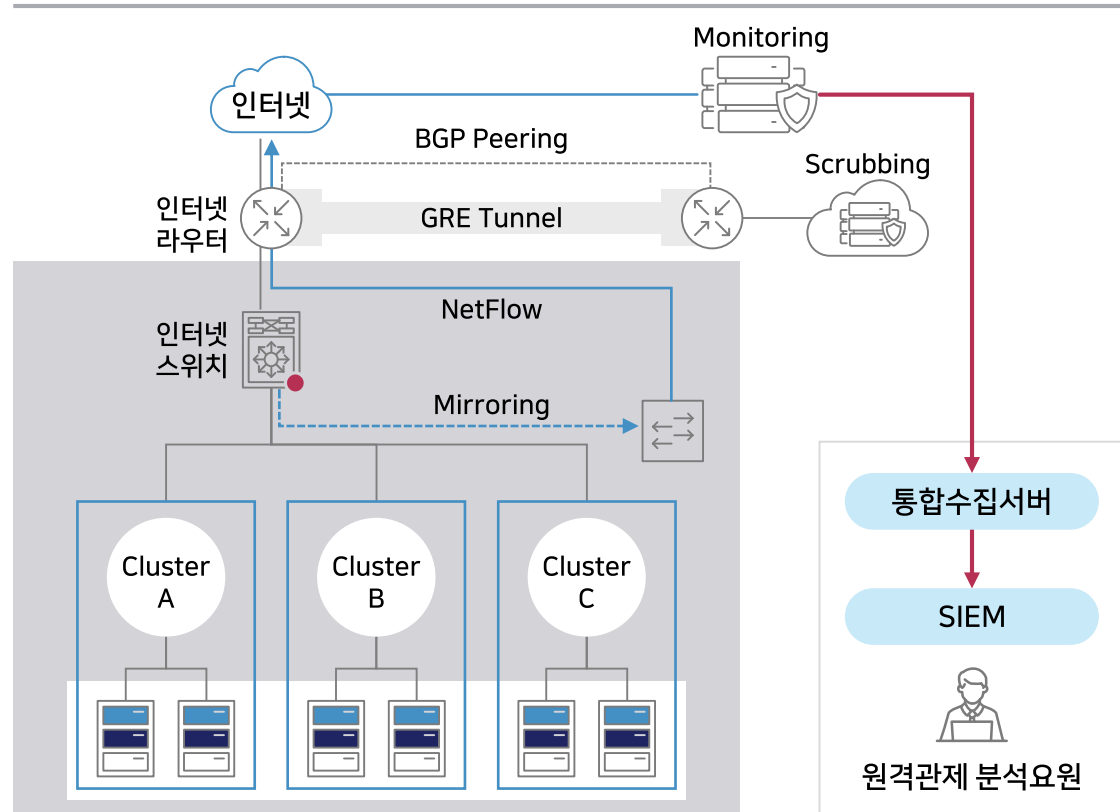 Monitoring
인터넷
BGP Peering
Scrubbing
인터넷
라우터
GRE Tunnel
NetFlow
인터넷
스위치
Mirroring
통합수집서버
Cluster
A
Cluster
B
Cluster
C
SIEM
원격관제 분석요원